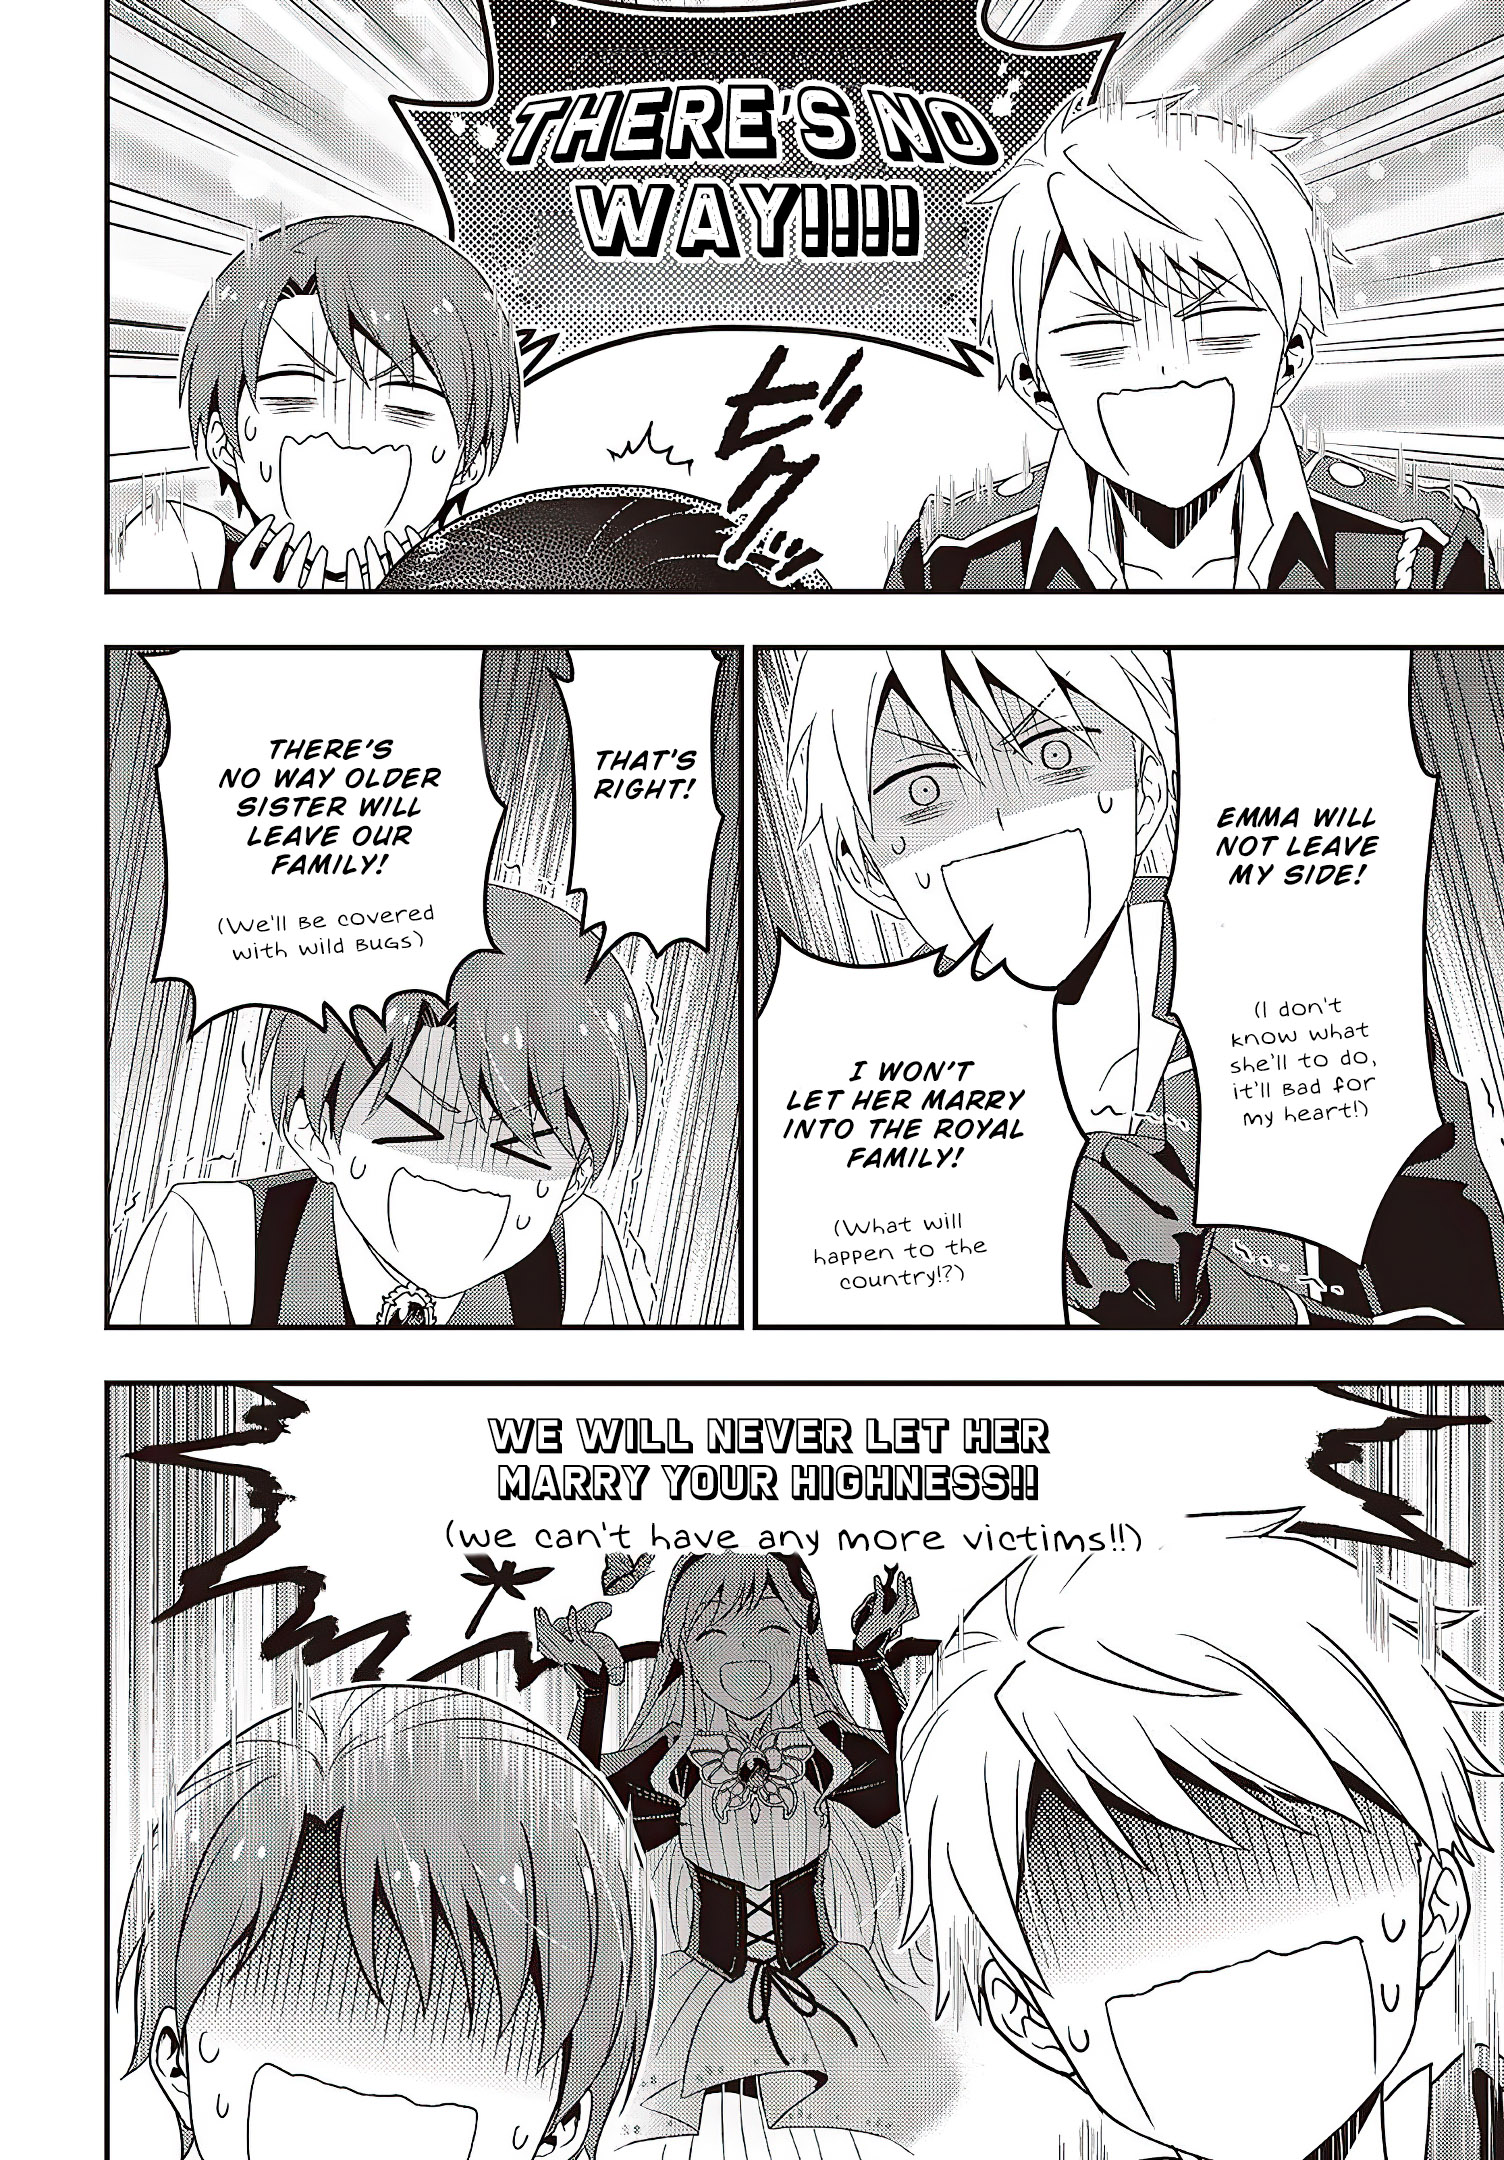 THERE'S NO
WAY!!!!
ビクッ
EMMA WILL
NOT LEAVE
MY SIDE!
(I don't
know what
she'll to do,
it'll bad for
my heart!)
I WON'T
LET HER MARRY
INTO THE ROYAL
FAMILY!
(What will
happen to the
country!?)
THAT'S
RIGHT!
THERE'S
NO WAY OLDER
SISTER WILL
LEAVE OUR
FAMILY!
(We'll be covered
with wild bugs)
WE WILL NEVER LET HER
MARRY YOUR HIGHNESS!!
(we can't have any more victims!!)